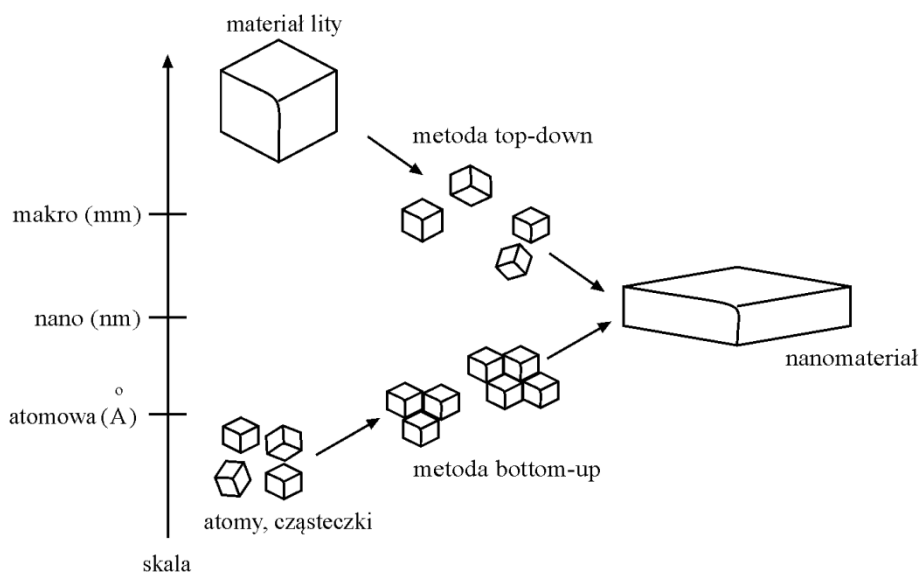 materiał lity
metoda top-down
makro (mm)
nano (nm)
nanomateriał
atomowa (Å)
metoda bottom-up
atomy, cząsteczki
skala